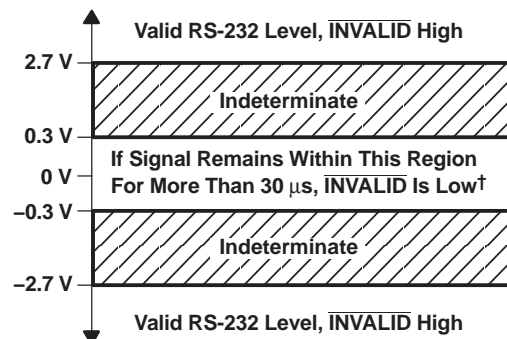 Valid RS-232 Level, INVALID High
2.7 V
Indeterminate
0.3 V
If Signal Remains Within This Region
0 V
For More Than 30 μs, INVALID Is Low†
–0.3 V
Indeterminate
–2.7 V
Valid RS-232 Level, INVALID High